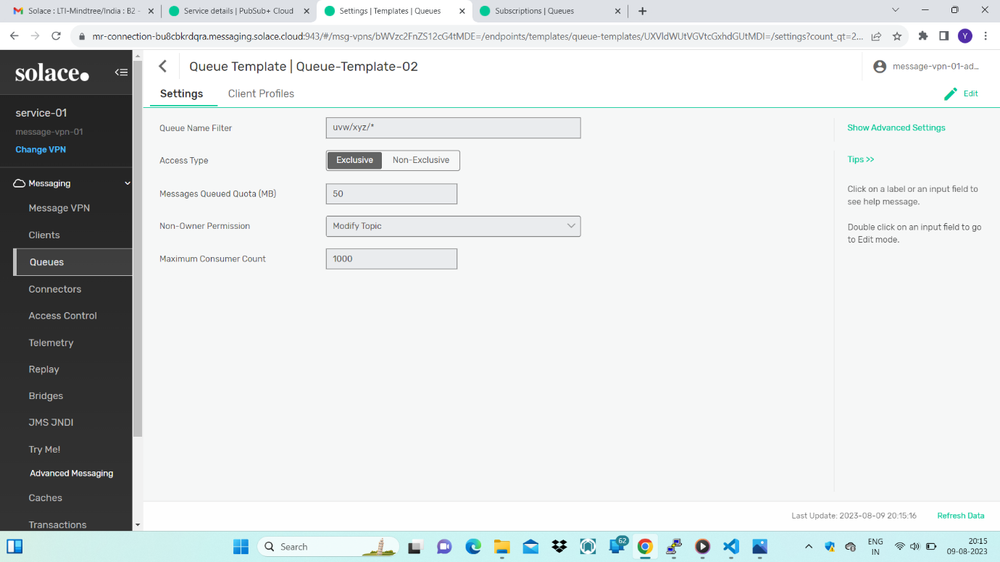 Solace : LTI-Mindtree/India : B2 -
Service details | PubSub+ Cloud
Settings | Templates | Queues
Subscriptions | Queues
mr-connection-bu8cbkrdqra.messaging.solace.cloud:943/#/msg-vpns/bWVzc2FnZS12cG4tMDE=/endpoints/templates/queue-templates/UXVldWUtVGVtcGxhdGUtMDI=/settings?count_qt=2...
Y
solace.
Queue Template | Queue-Template-02
message-vpn-01-ad...
Settings
Client Profiles
Edit
service-01
message-vpn-01
Change VPN
Messaging
Message VPN
Clients
Queues
Connectors
Access Control
Telemetry
Replay
Bridges
JMS JNDI
Try Me!
Advanced Messaging
Caches
Transactions
Queue Name Filter
uvw/xyz/*
Access Type
Exclusive
Non-Exclusive
Messages Queued Quota (MB)
50
Non-Owner Permission
Modify Topic
Maximum Consumer Count
1000
Show Advanced Settings
Tips >>
Click on a label or an input field to
see help message.
Double click on an input field to go
to Edit mode.
Last Update: 2023-08-09 20:15:16
Refresh Data
Search
62
ENG
IN
20:15
09-08-2023